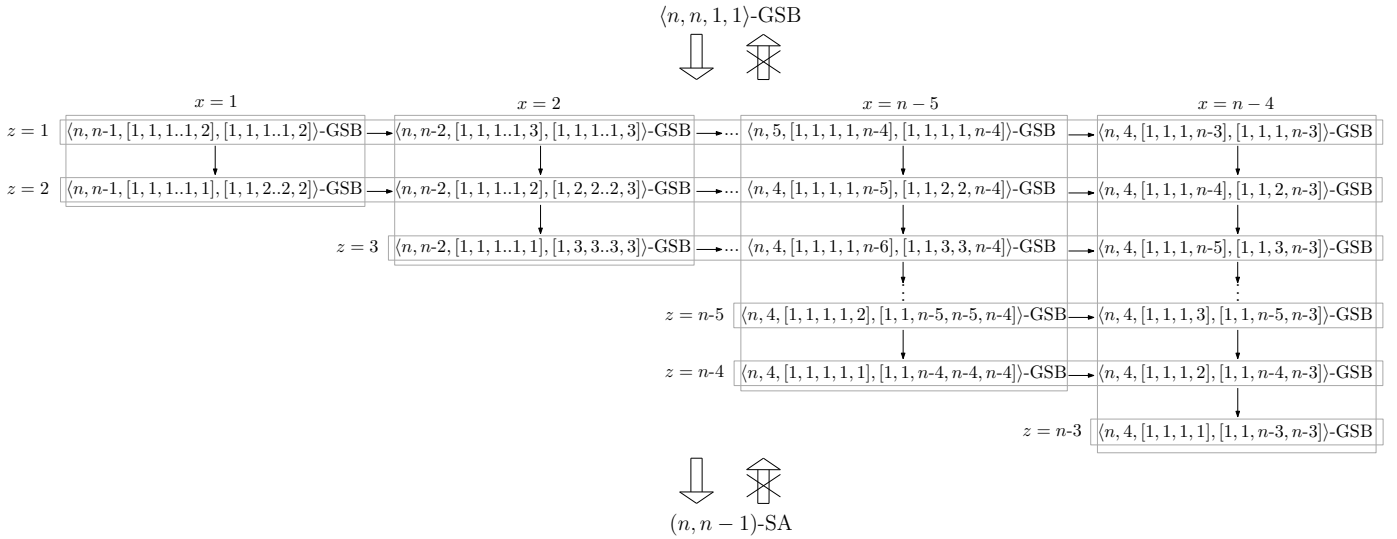 ⟨n, n, 1, 1⟩-GSB
x = 1 x = 2 x = n − 5 x = n − 4
z = 1 ⟨n, n-1, [1, 1, 1..1, 2], [1, 1, 1..1, 2]⟩-GSB ⟨n, n-2, [1, 1, 1..1, 3], [1, 1, 1..1, 3]⟩-GSB ... ⟨n, 5, [1, 1, 1, 1, n-4], [1, 1, 1, 1, n-4]⟩-GSB ⟨n, 4, [1, 1, 1, n-3], [1, 1, 1, n-3]⟩-GSB
z = 2 ⟨n, n-1, [1, 1, 1..1, 1], [1, 1, 2..2, 2]⟩-GSB ⟨n, n-2, [1, 1, 1..1, 2], [1, 2, 2..2, 3]⟩-GSB ... ⟨n, 4, [1, 1, 1, 1, n-5], [1, 1, 2, 2, n-4]⟩-GSB ⟨n, 4, [1, 1, 1, n-4], [1, 1, 2, n-3]⟩-GSB
z = 3 ⟨n, n-2, [1, 1, 1..1, 1], [1, 3, 3..3, 3]⟩-GSB ... ⟨n, 4, [1, 1, 1, 1, n-6], [1, 1, 3, 3, n-4]⟩-GSB ⟨n, 4, [1, 1, 1, n-5], [1, 1, 3, n-3]⟩-GSB
z = n-5 ⟨n, 4, [1, 1, 1, 1, 2], [1, 1, n-5, n-5, n-4]⟩-GSB ⟨n, 4, [1, 1, 1, 3], [1, 1, n-5, n-3]⟩-GSB
z = n-4 ⟨n, 4, [1, 1, 1, 1, 1], [1, 1, n-4, n-4, n-4]⟩-GSB ⟨n, 4, [1, 1, 1, 2], [1, 1, n-4, n-3]⟩-GSB
z = n-3 ⟨n, 4, [1, 1, 1, 1], [1, 1, n-3, n-3]⟩-GSB
(n, n − 1)-SA